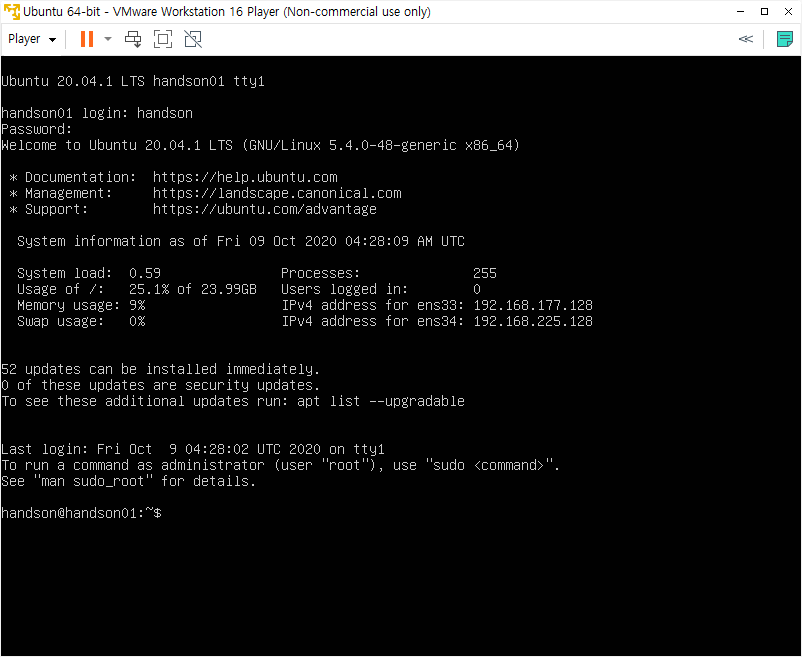 Ubuntu 64-bit - VMware Workstation 16 Player (Non-commercial use only)
Player
Ubuntu 20.04.1 LTS handson01 tty1
handson01 login: handson
Password:
Welcome to Ubuntu 20.04.1 LTS (GNU/Linux 5.4.0-48-generic x86_64)
* Documentation:  https://help.ubuntu.com
* Management:     https://landscape.canonical.com
* Support:        https://ubuntu.com/advantage
System information as of Fri 09 Oct 2020 04:28:09 AM UTC
System load:  0.59               Processes:              255
Usage of /:   25.1% of 23.99GB   Users logged in:        0
Memory usage: 9%                 IPv4 address for ens33: 192.168.177.128
Swap usage:   0%                 IPv4 address for ens34: 192.168.225.128
52 updates can be installed immediately.
0 of these updates are security updates.
To see these additional updates run: apt list --upgradable
Last login: Fri Oct  9 04:28:02 UTC 2020 on tty1
To run a command as administrator (user "root"), use "sudo <command>".
See "man sudo_root" for details.
handson@handson01:~$